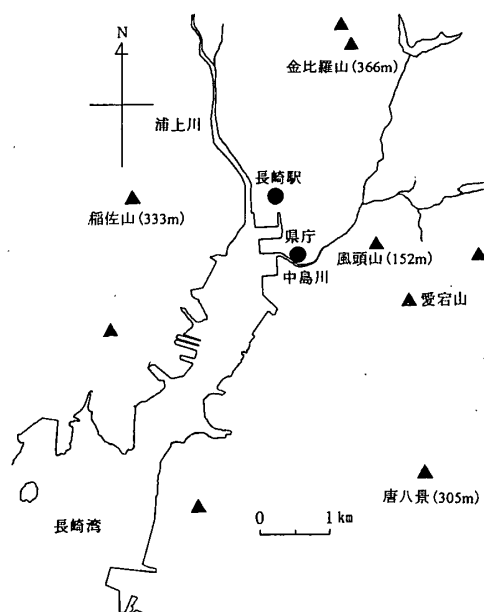 N
金比羅山(366m)
浦上川
長崎駅
稲佐山(333m)
県庁
風頭山(152m)
中島川
愛宕山
唐八景(305m)
長崎湾
0 1km